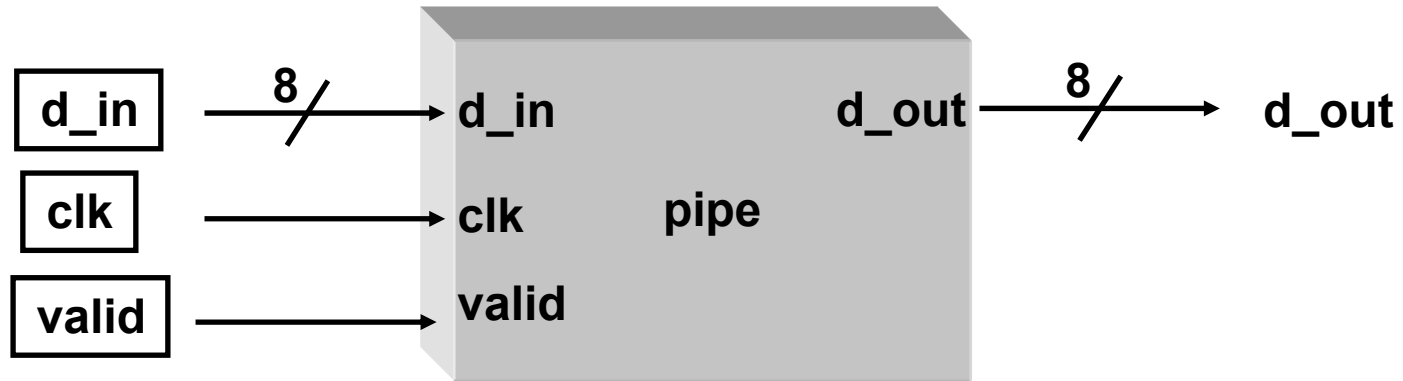 8
8
d_in
d_in
d_out
d_out
clk
clk
pipe
valid
valid